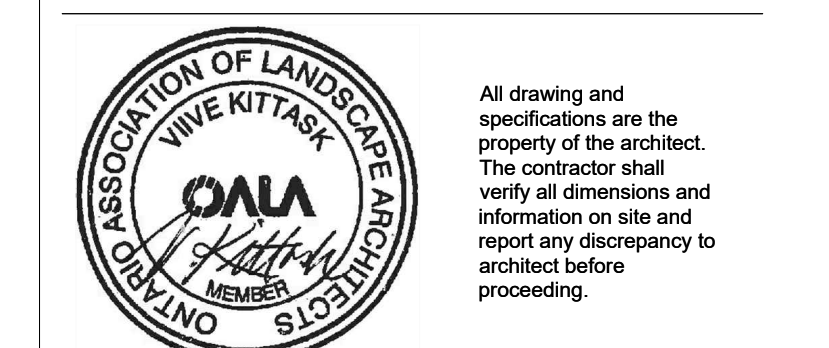 ONTARIO ASSOCIATION OF LANDSCAPE ARCHITECTS
VIIVE KITTASK
OALA
V Kittask
MEMBER
All drawing and
specifications are the
property of the architect.
The contractor shall
verify all dimensions and
information on site and
report any discrepancy to
architect before
proceeding.